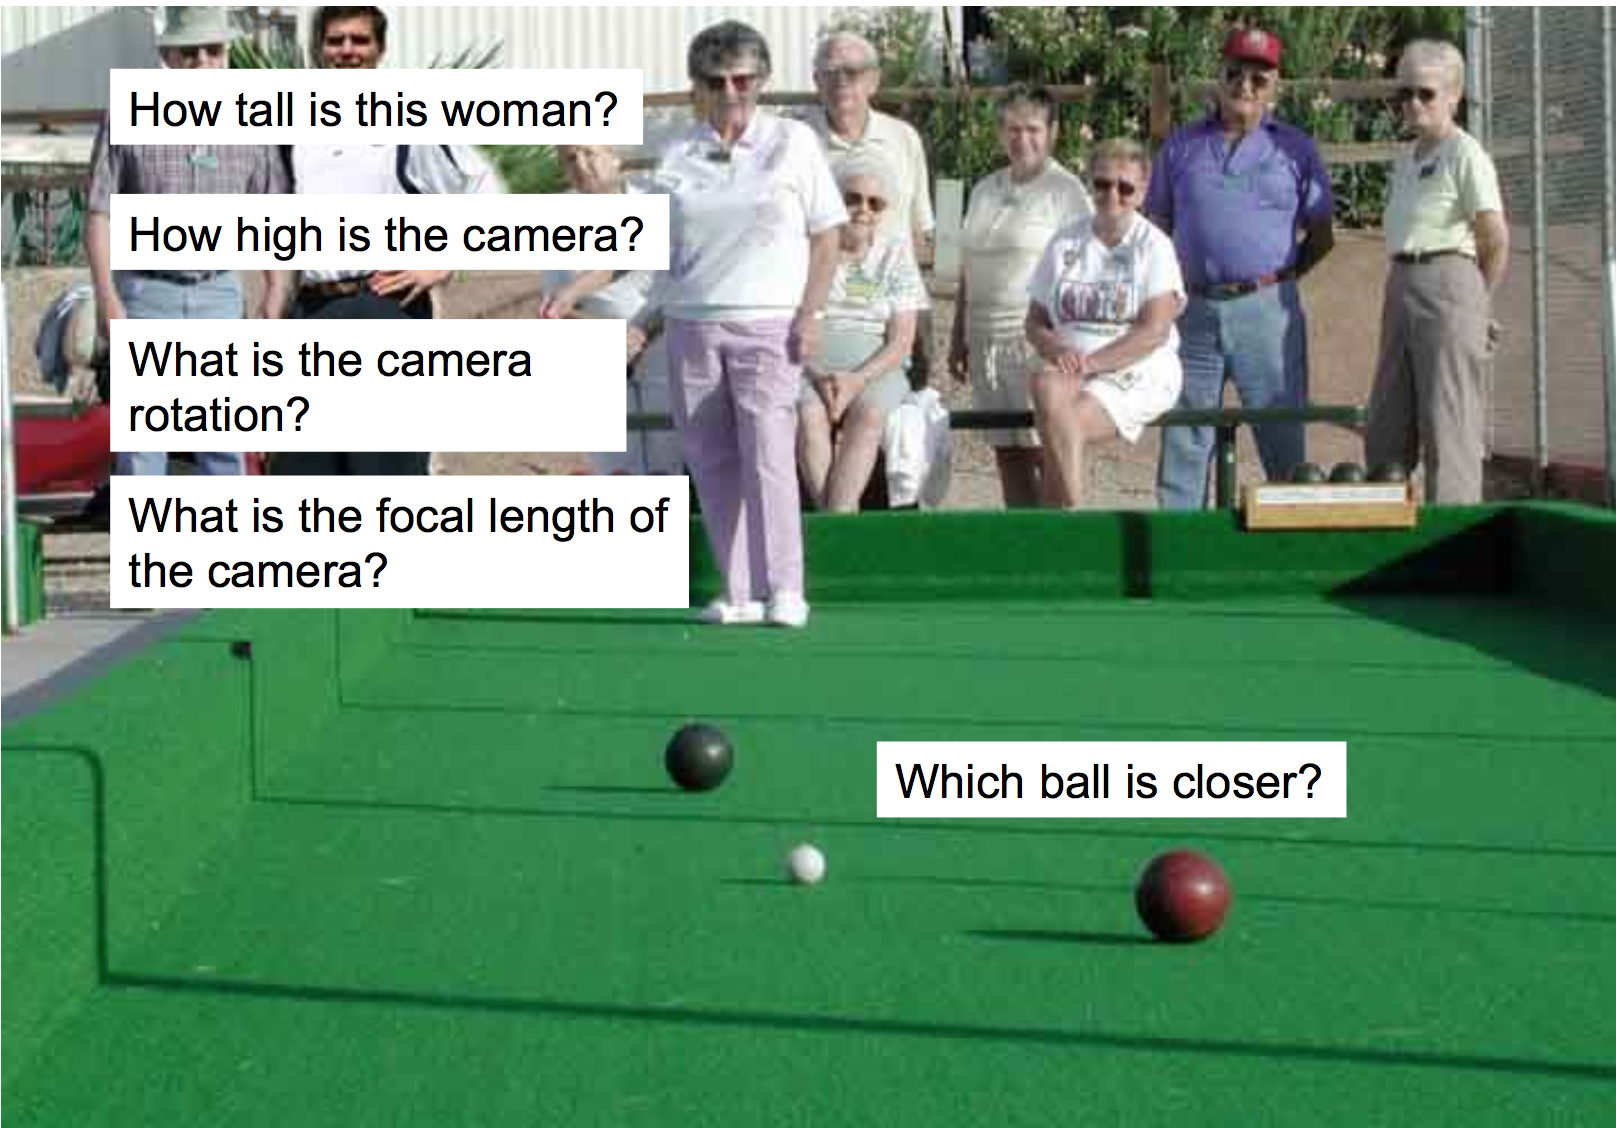 How tall is this woman?
How high is the camera?
What is the camera
rotation?
What is the focal length of
the camera?
Which ball is closer?